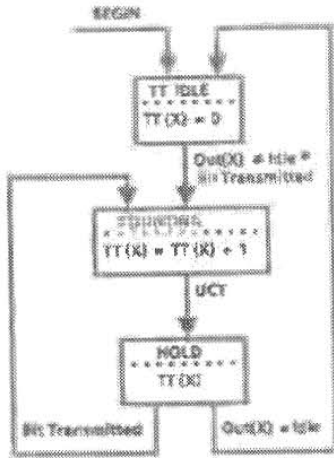 BEGIN
TT IDLE
TT(X) = 0
Out(X) ≠ Idle *
Bit Transmitted
COUNTING
TT(X) = TT(X) + 1
UCT
HOLD
TT(X)
Bit Transmitted
Out(X) = Idle